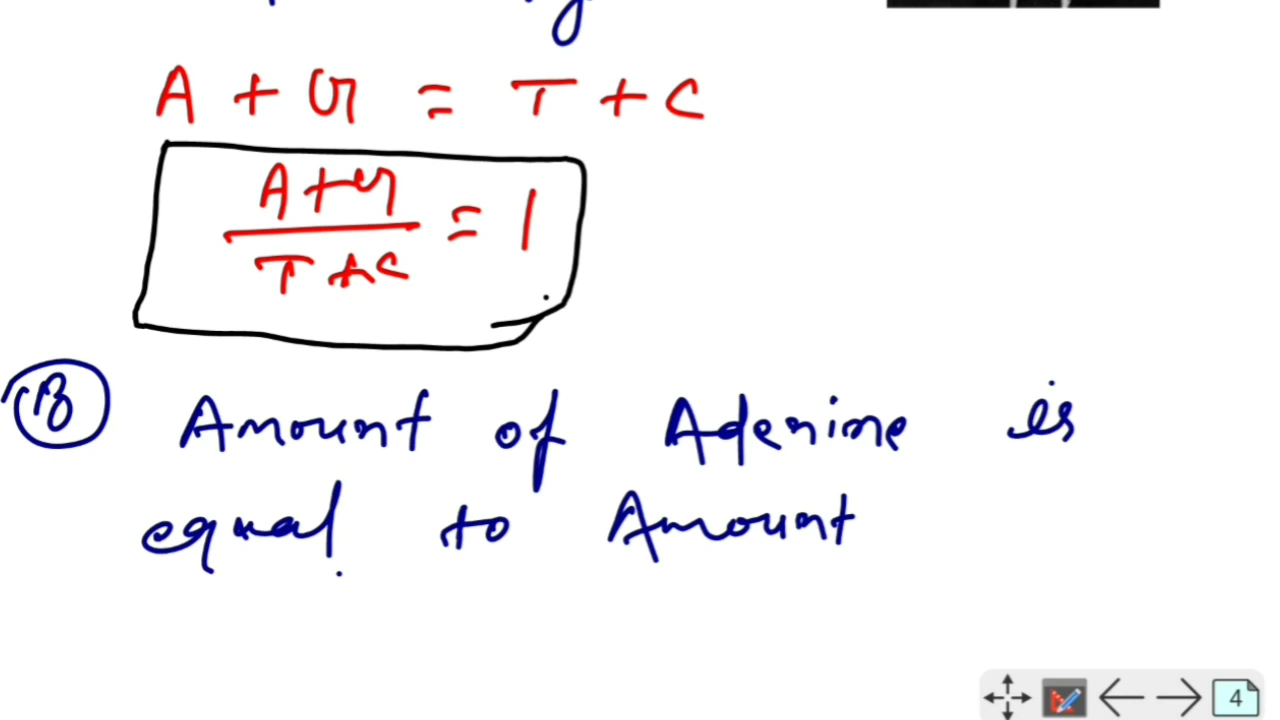 A + G = T + C
A+G
T+C
= 1
B Amount of Adenine is
equal to Amount
4